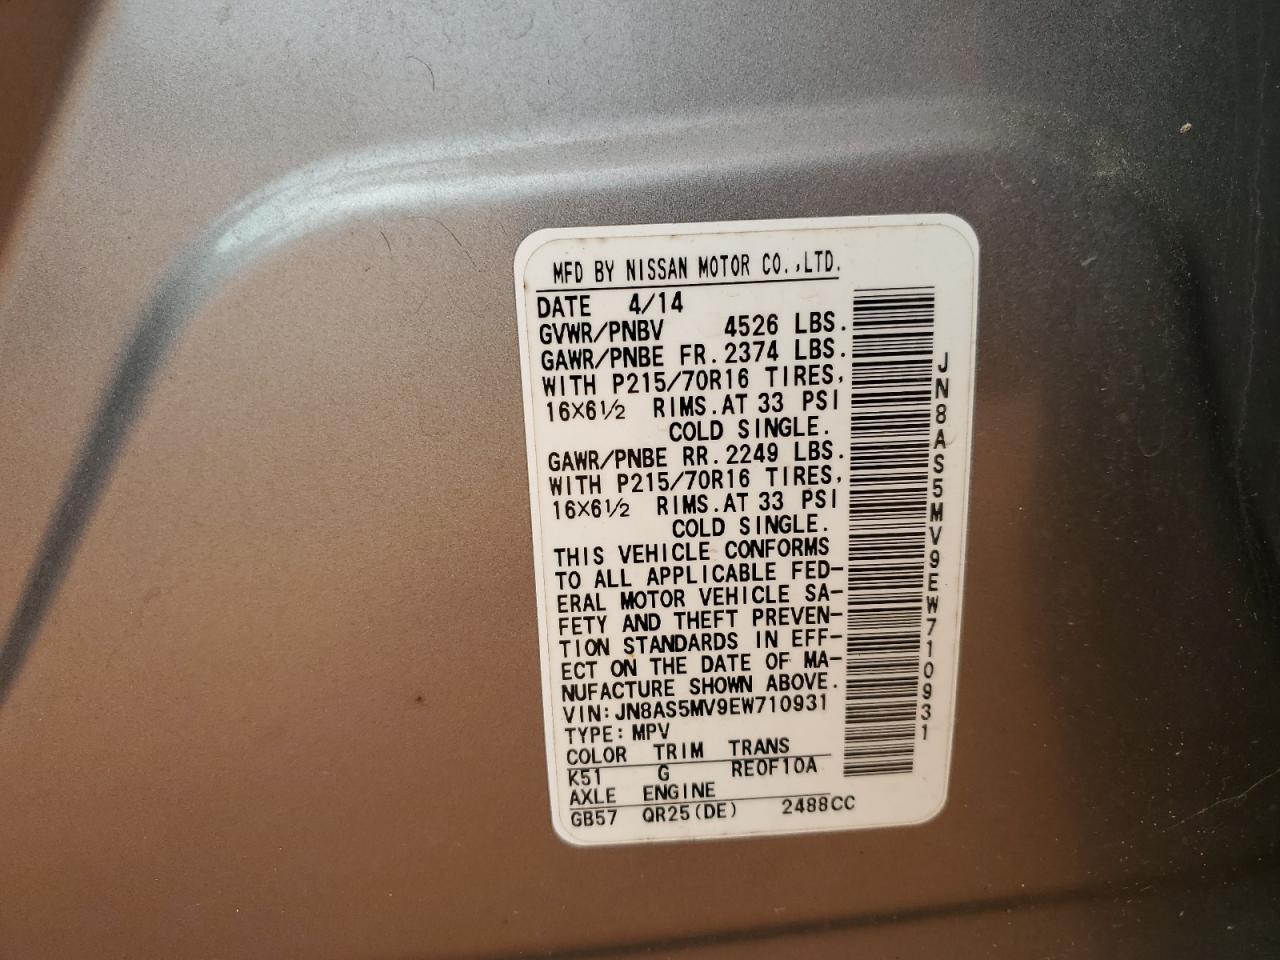 MFD BY NISSAN MOTOR CO.,LTD.
DATE 4/14
GVWR/PNBV 4526 LBS.
GAWR/PNBE FR.2374 LBS.
WITH P215/70R16 TIRES,
16×6½ RIMS.AT 33 PSI
COLD SINGLE.
GAWR/PNBE RR.2249 LBS.
WITH P215/70R16 TIRES,
16×6½ RIMS.AT 33 PSI
COLD SINGLE.
THIS VEHICLE CONFORMS
TO ALL APPLICABLE FED-
ERAL MOTOR VEHICLE SA-
FETY AND THEFT PREVEN-
TION STANDARDS IN EFF-
ECT ON THE DATE OF MA-
NUFACTURE SHOWN ABOVE.
VIN:JN8AS5MV9EW710931
TYPE:MPV
COLOR TRIM TRANS
K51 G RE0F10A
AXLE ENGINE
GB57 QR25(DE) 2488CC
JN8AS5MV9EW710931